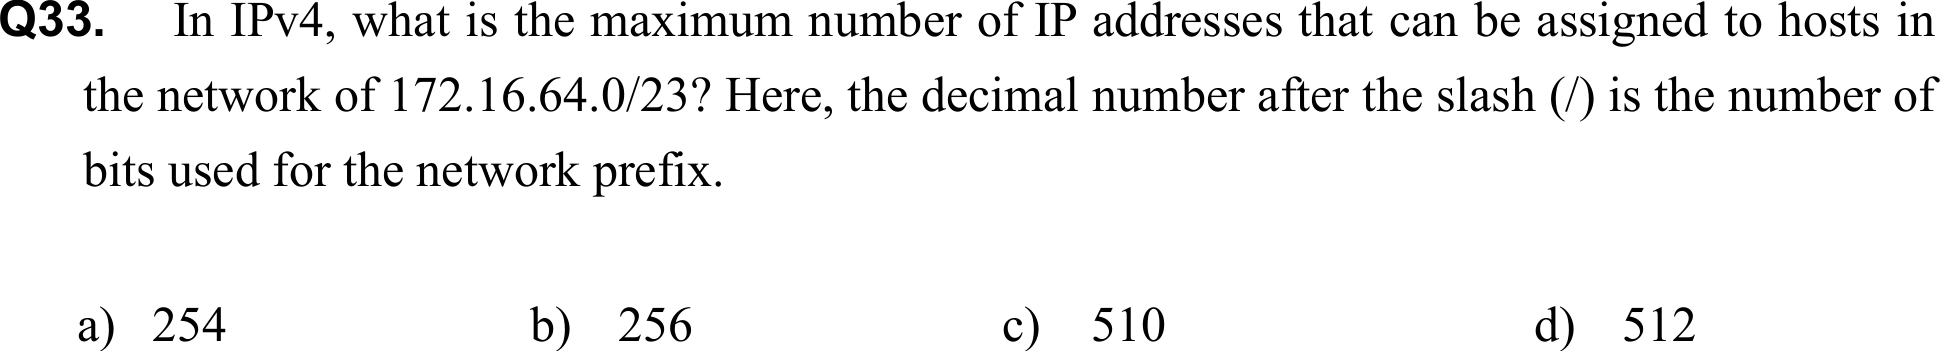 Q33. In IPv4, what is the maximum number of IP addresses that can be assigned to hosts in
the network of 172.16.64.0/23? Here, the decimal number after the slash (/) is the number of
bits used for the network prefix.
a) 254 b) 256 c) 510 d) 512